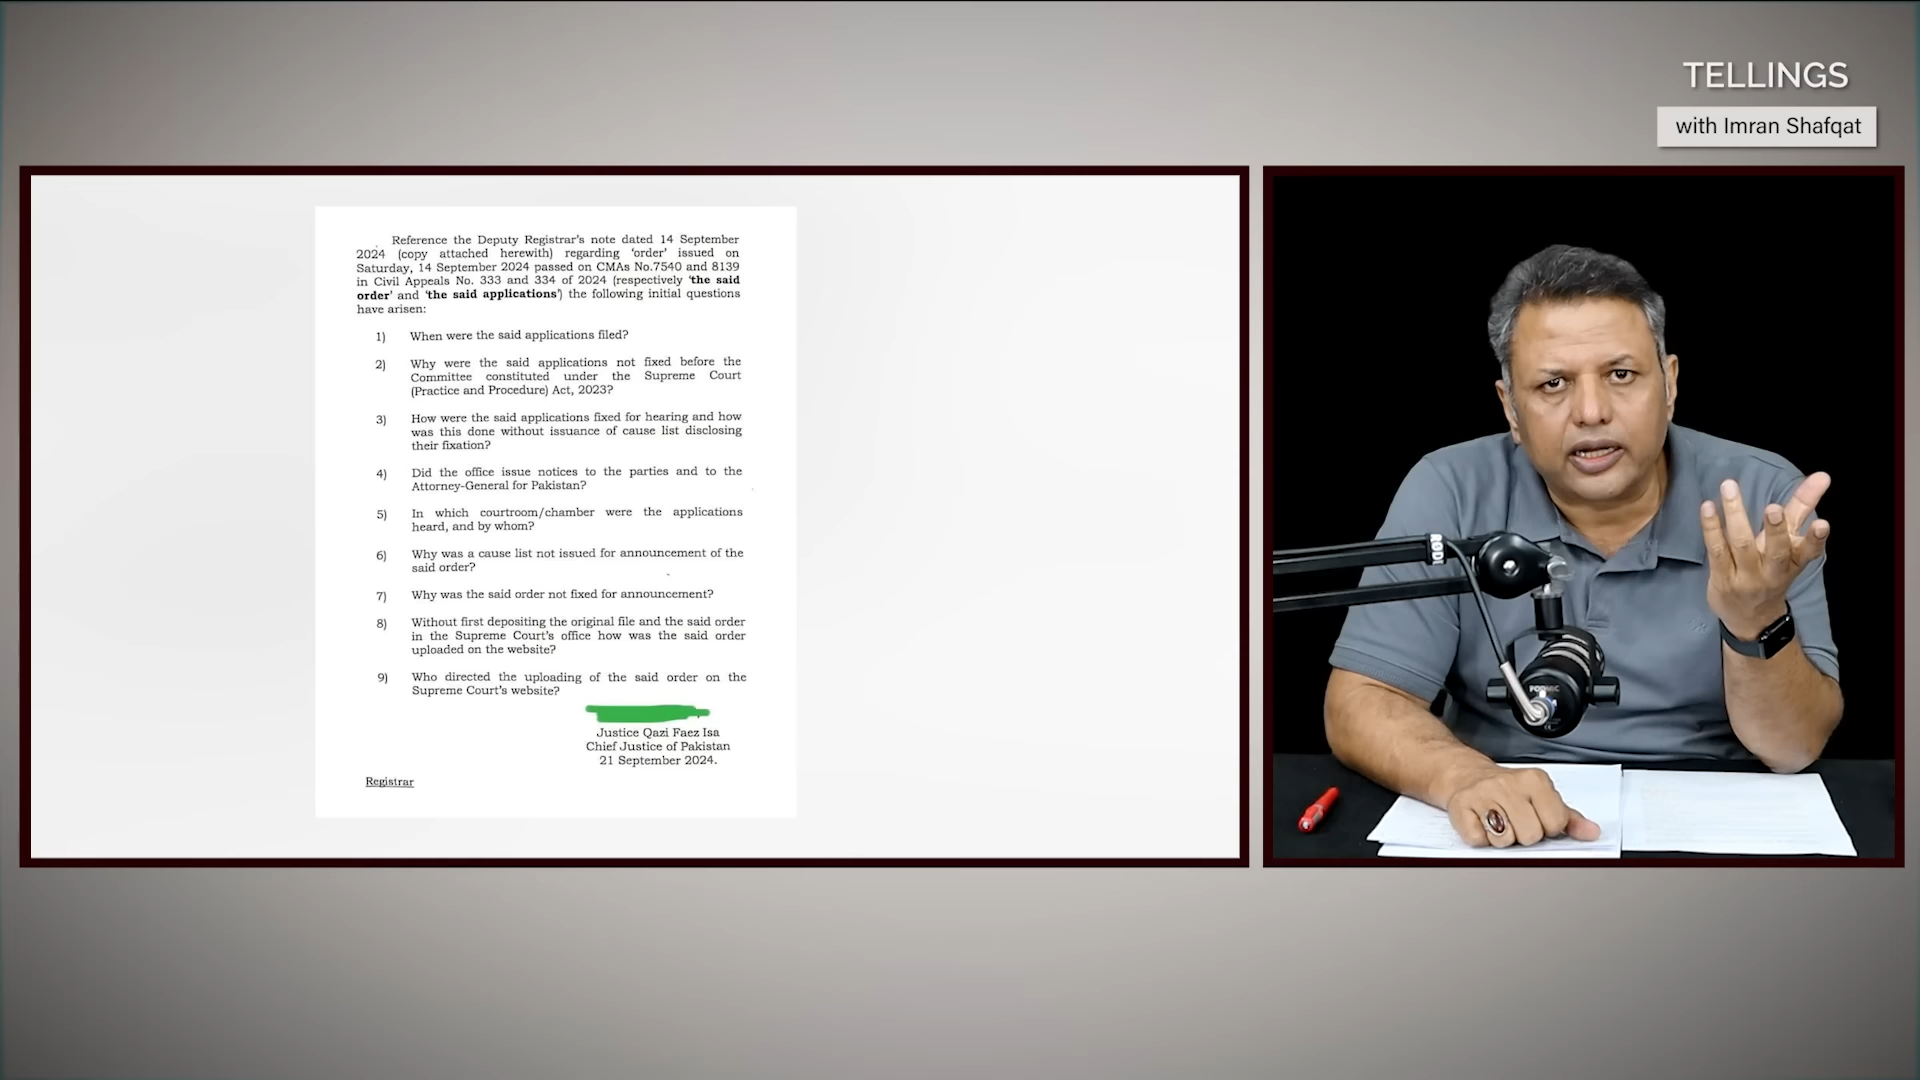 TELLINGS
with Imran Shafqat
Reference the Deputy Registrar's note dated 14 September
2024 (copy attached herewith) regarding 'order' issued on
Saturday, 14 September 2024 passed on CMAs No.7540 and 8139
in Civil Appeals No. 333 and 334 of 2024 (respectively 'the said
order' and 'the said applications') the following initial questions
have arisen:
1) When were the said applications filed?
2) Why were the said applications not fixed before the
Committee constituted under the Supreme Court
(Practice and Procedure) Act, 2023?
3) How were the said applications fixed for hearing and how
was this done without issuance of cause list disclosing
their fixation?
4) Did the office issue notices to the parties and to the
Attorney-General for Pakistan?
5) In which courtroom/chamber were the applications
heard, and by whom?
6) Why was a cause list not issued for announcement of the
said order?
7) Why was the said order not fixed for announcement?
8) Without first depositing the original file and the said order
in the Supreme Court's office how was the said order
uploaded on the website?
9) Who directed the uploading of the said order on the
Supreme Court's website?
Justice Qazi Faez Isa
Chief Justice of Pakistan
21 September 2024.
Registrar
RØDE
PODMIC